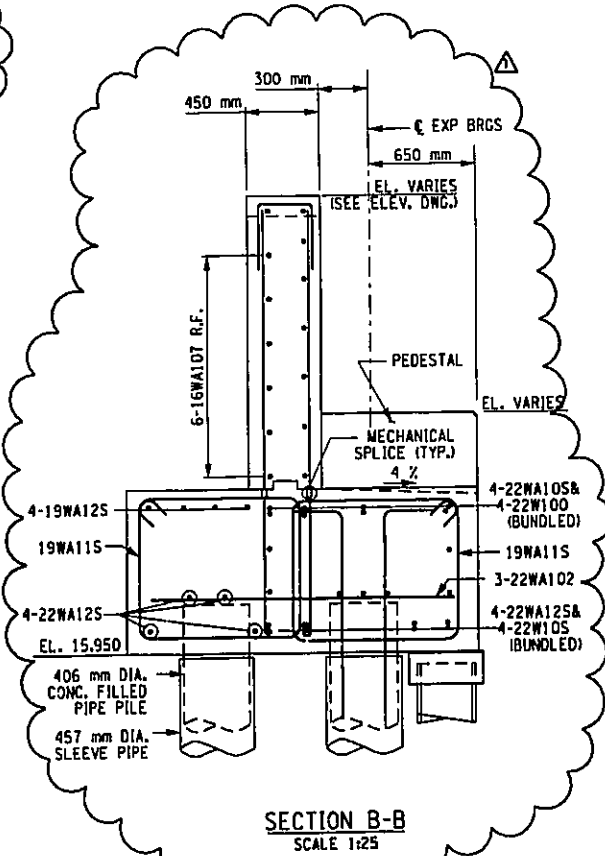 1
300 mm
450 mm
℄ EXP BRGS
650 mm
EL. VARIES
(SEE ELEV. DWG.)
6-16WA107 R.F.
PEDESTAL
EL. VARIES
MECHANICAL
SPLICE (TYP.)
4 %
4-22WA10S&
4-22W100
(BUNDLED)
4-19WA12S
19WA11S
19WA11S
3-22WA102
4-22WA12S
4-22WA12S&
4-22W10S
(BUNDLED)
EL. 15.950
406 mm DIA.
CONC. FILLED
PIPE PILE
457 mm DIA.
SLEEVE PIPE
SECTION B-B
SCALE 1:25